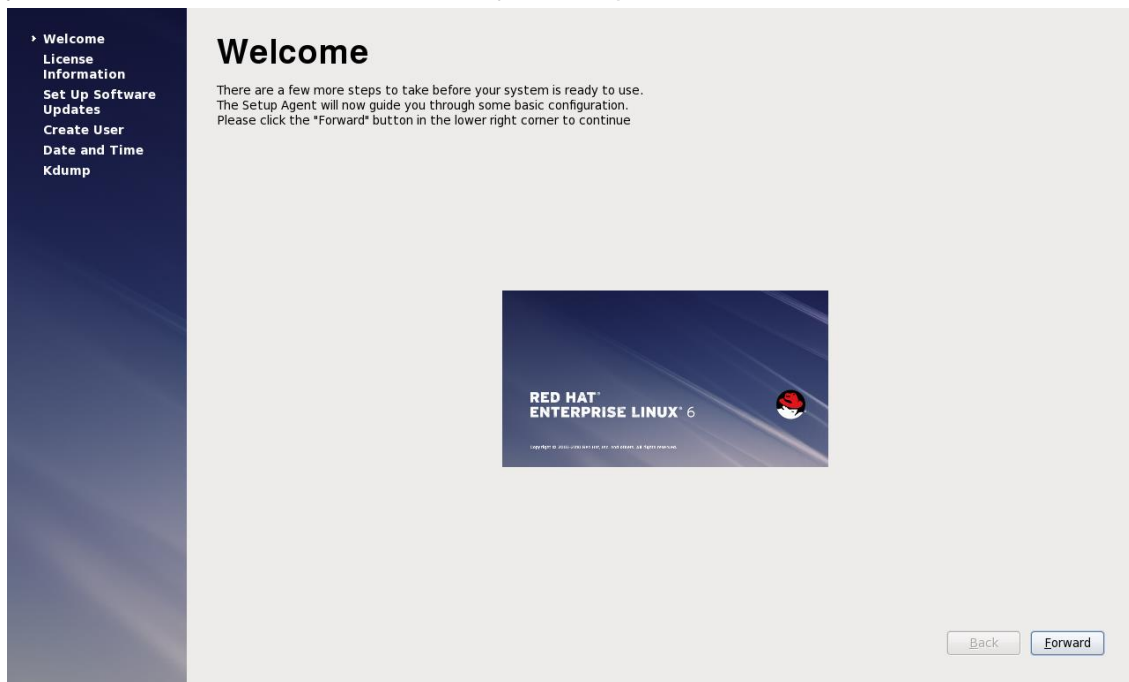 Welcome
License
Information
Set Up Software
Updates
Create User
Date and Time
Kdump
Welcome
There are a few more steps to take before your system is ready to use.
The Setup Agent will now guide you through some basic configuration.
Please click the "Forward" button in the lower right corner to continue
RED HAT®
ENTERPRISE LINUX® 6
Back
Forward